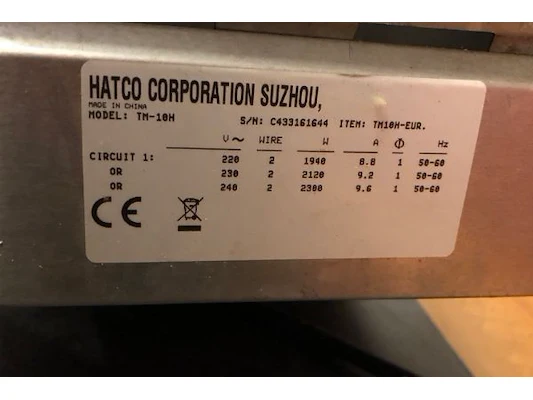 HATCO CORPORATION SUZHOU,
MADE IN CHINA
MODEL: TM-10H S/N: C433161644 ITEM: TM10H-EUR.
V~ WIRE W A Φ Hz
CIRCUIT 1: 220 2 1940 8.8 1 50-60
OR 230 2 2120 9.2 1 50-60
OR 240 2 2300 9.6 1 50-60
CE